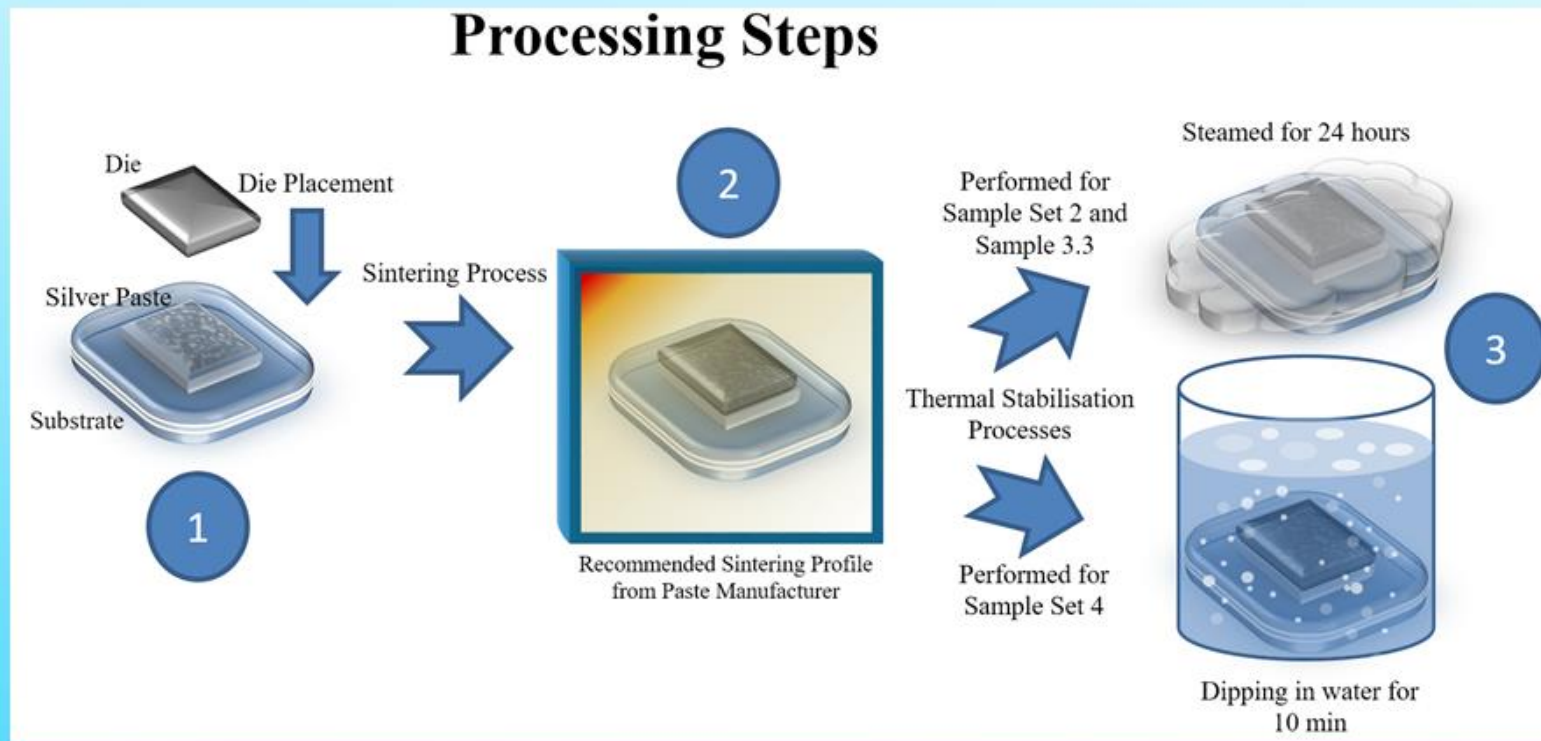 Processing Steps
Die
Die Placement
Silver Paste
Substrate
1
Sintering Process
2
Recommended Sintering Profile
from Paste Manufacturer
Performed for
Sample Set 2 and
Sample 3.3
Thermal Stabilisation
Processes
Performed for
Sample Set 4
Steamed for 24 hours
3
Dipping in water for
10 min